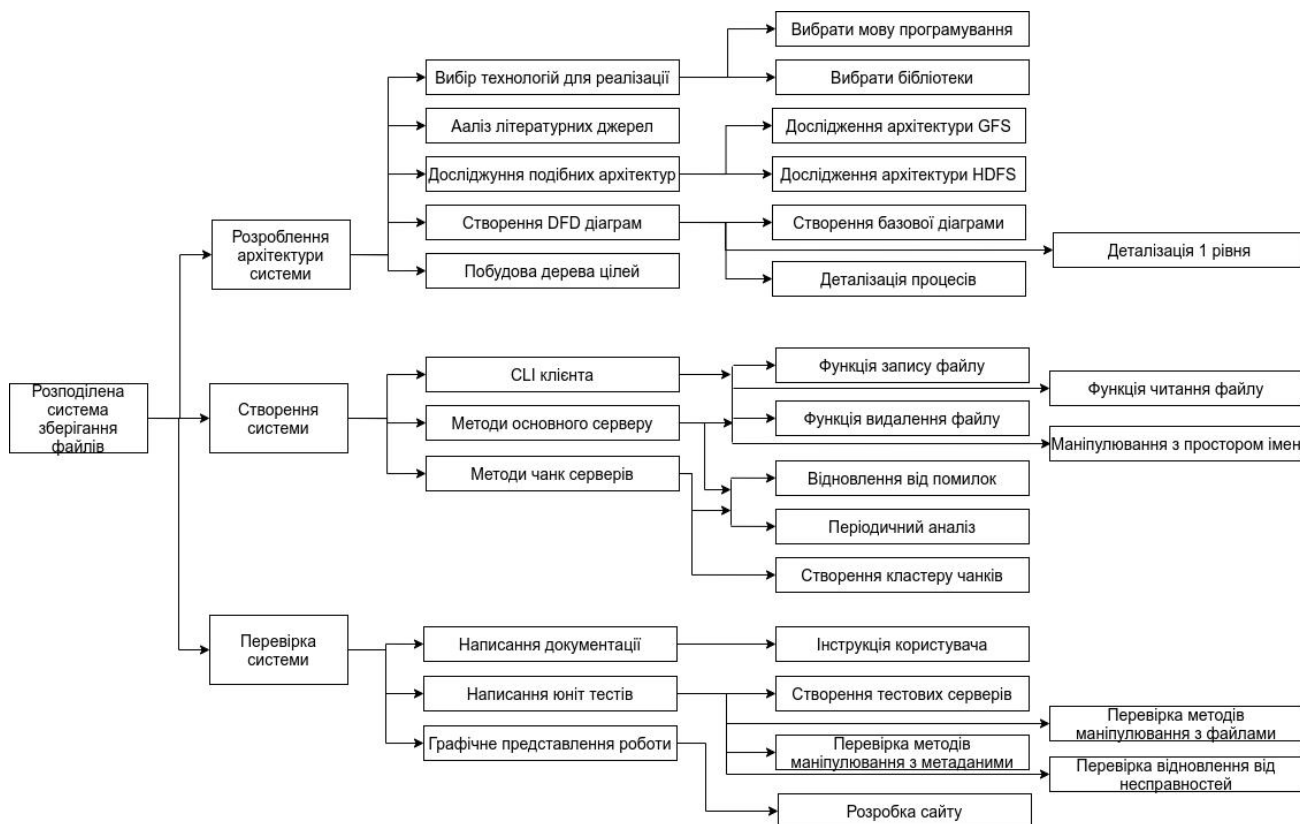 Вибрати мову програмування
Вибір технологій для реалізації
Вибрати бібліотеки
Ааліз літературних джерел
Дослідження архітектури GFS
Досліджуння подібних архітектур
Дослідження архітектури HDFS
Розроблення
архітектури
системи
Створення DFD діаграм
Створення базової діаграми
Деталізація 1 рівня
Побудова дерева цілей
Деталізація процесів
Розподілена
система
зберігання
файлів
Створення
системи
CLI клієнта
Функція запису файлу
Функція читання файлу
Методи основного серверу
Функція видалення файлу
Маніпулювання з простором імен
Методи чанк серверів
Відновлення від помилок
Періодичний аналіз
Створення кластеру чанків
Перевірка
системи
Написання документації
Інструкція користувача
Написання юніт тестів
Створення тестових серверів
Перевірка методів
маніпулювання з файлами
Графічне представлення роботи
Перевірка методів
маніпулювання з метаданими
Перевірка відновлення від
несправностей
Розробка сайту